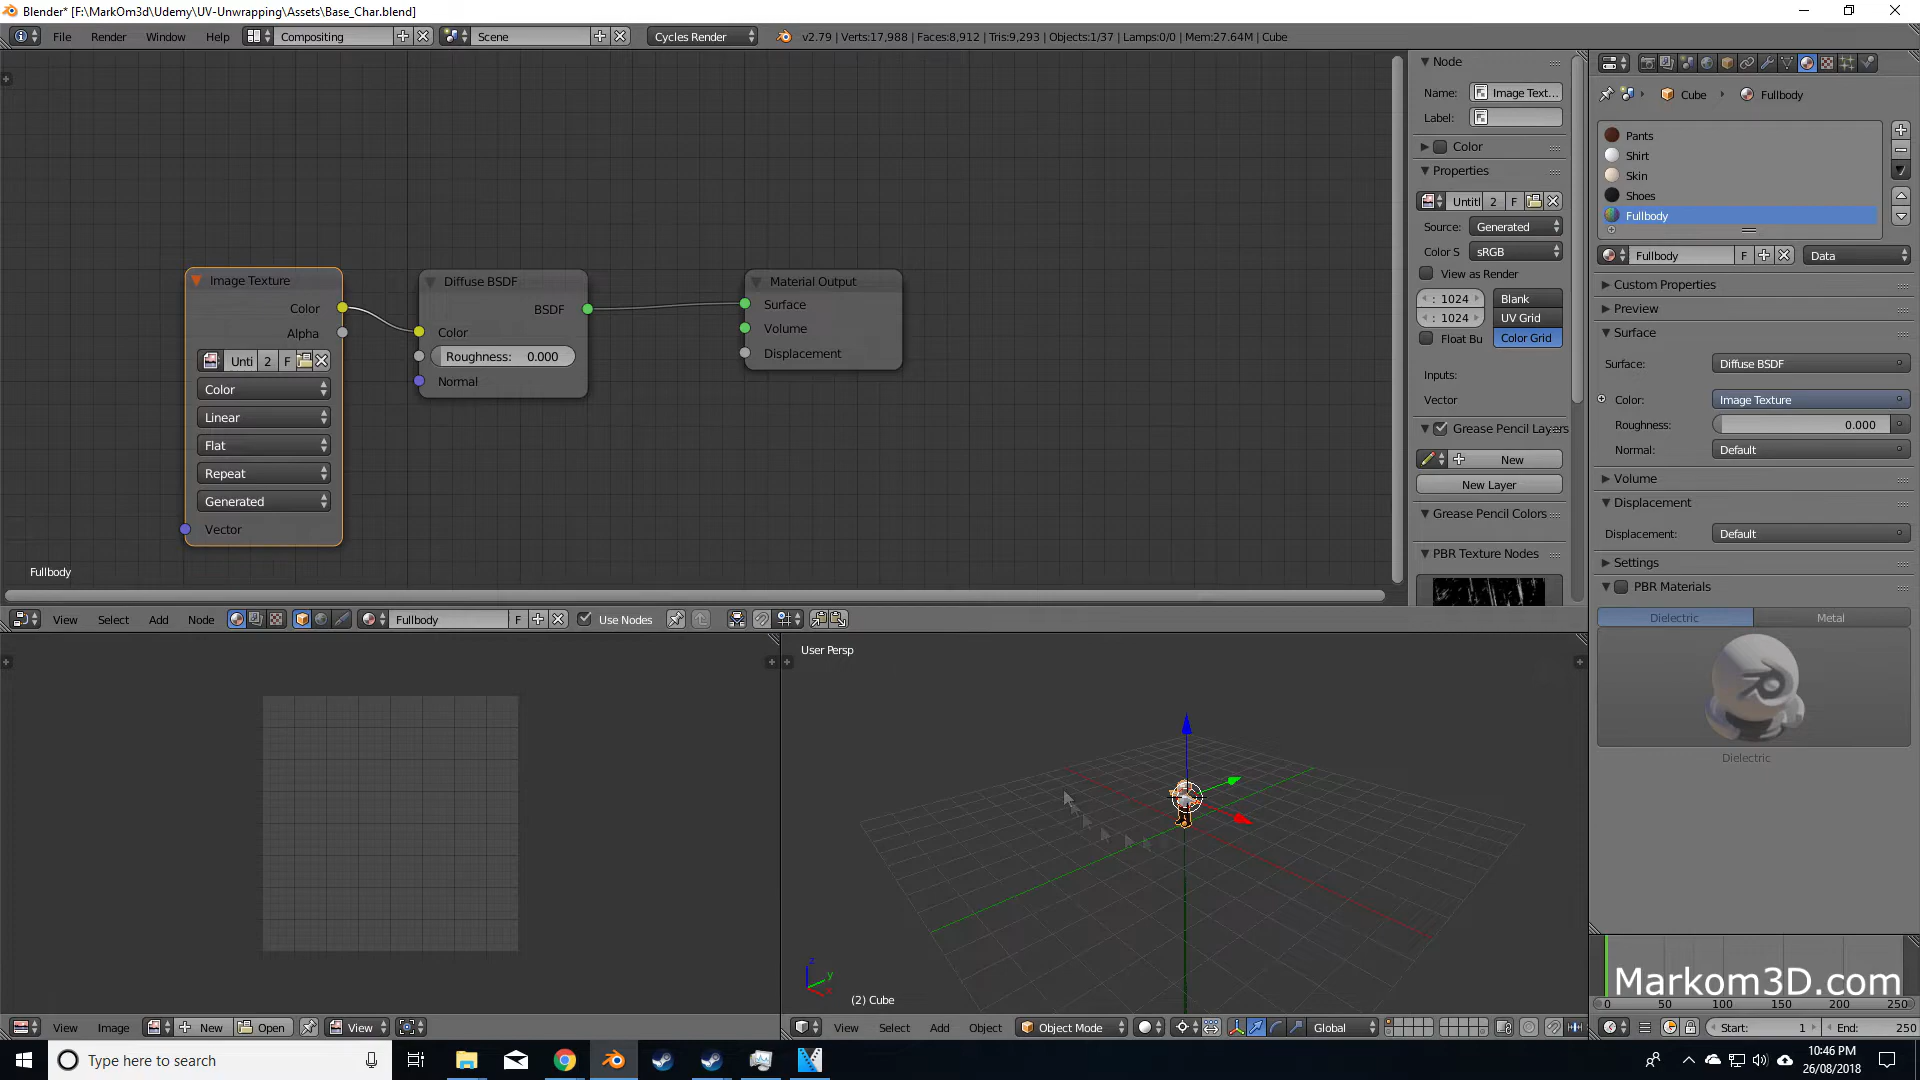 Blender* [F:\MarkOm3d\Udemy\UV-Unwrapping\Assets\Base_Char.blend]
File Render Window Help Compositing Scene Cycles Render v2.79 | Verts:17,988 | Faces:8,912 | Tris:9,293 | Objects:1/37 | Lamps:0/0 | Mem:27.64M | Cube
Image Texture
Color
Alpha
Unti 2 F
Color
Linear
Flat
Repeat
Generated
Vector
Diffuse BSDF
BSDF
Color
Roughness: 0.000
Normal
Material Output
Surface
Volume
Displacement
Fullbody
Node
Name: Image Text...
Label:
Color
Properties
Untitl 2 F
Source: Generated
Color S sRGB
View as Render
: 1024 Blank
: 1024 UV Grid
Float Bu Color Grid
Inputs:
Vector
Grease Pencil Layers
New
New Layer
Grease Pencil Colors
PBR Texture Nodes
Cube Fullbody
Pants
Shirt
Skin
Shoes
Fullbody
Fullbody F Data
Custom Properties
Preview
Surface
Surface: Diffuse BSDF
Color: Image Texture
Roughness: 0.000
Normal: Default
Volume
Displacement
Displacement: Default
Settings
PBR Materials
Dielectric Metal
Dielectric
View Select Add Node Fullbody F Use Nodes
User Persp
z
y
x
(2) Cube
View Image New Open View
View Select Add Object Object Mode Global
Markom3D.com
0 50 100 150 200 250
Start: 1 End: 250
Type here to search
10:46 PM
26/08/2018